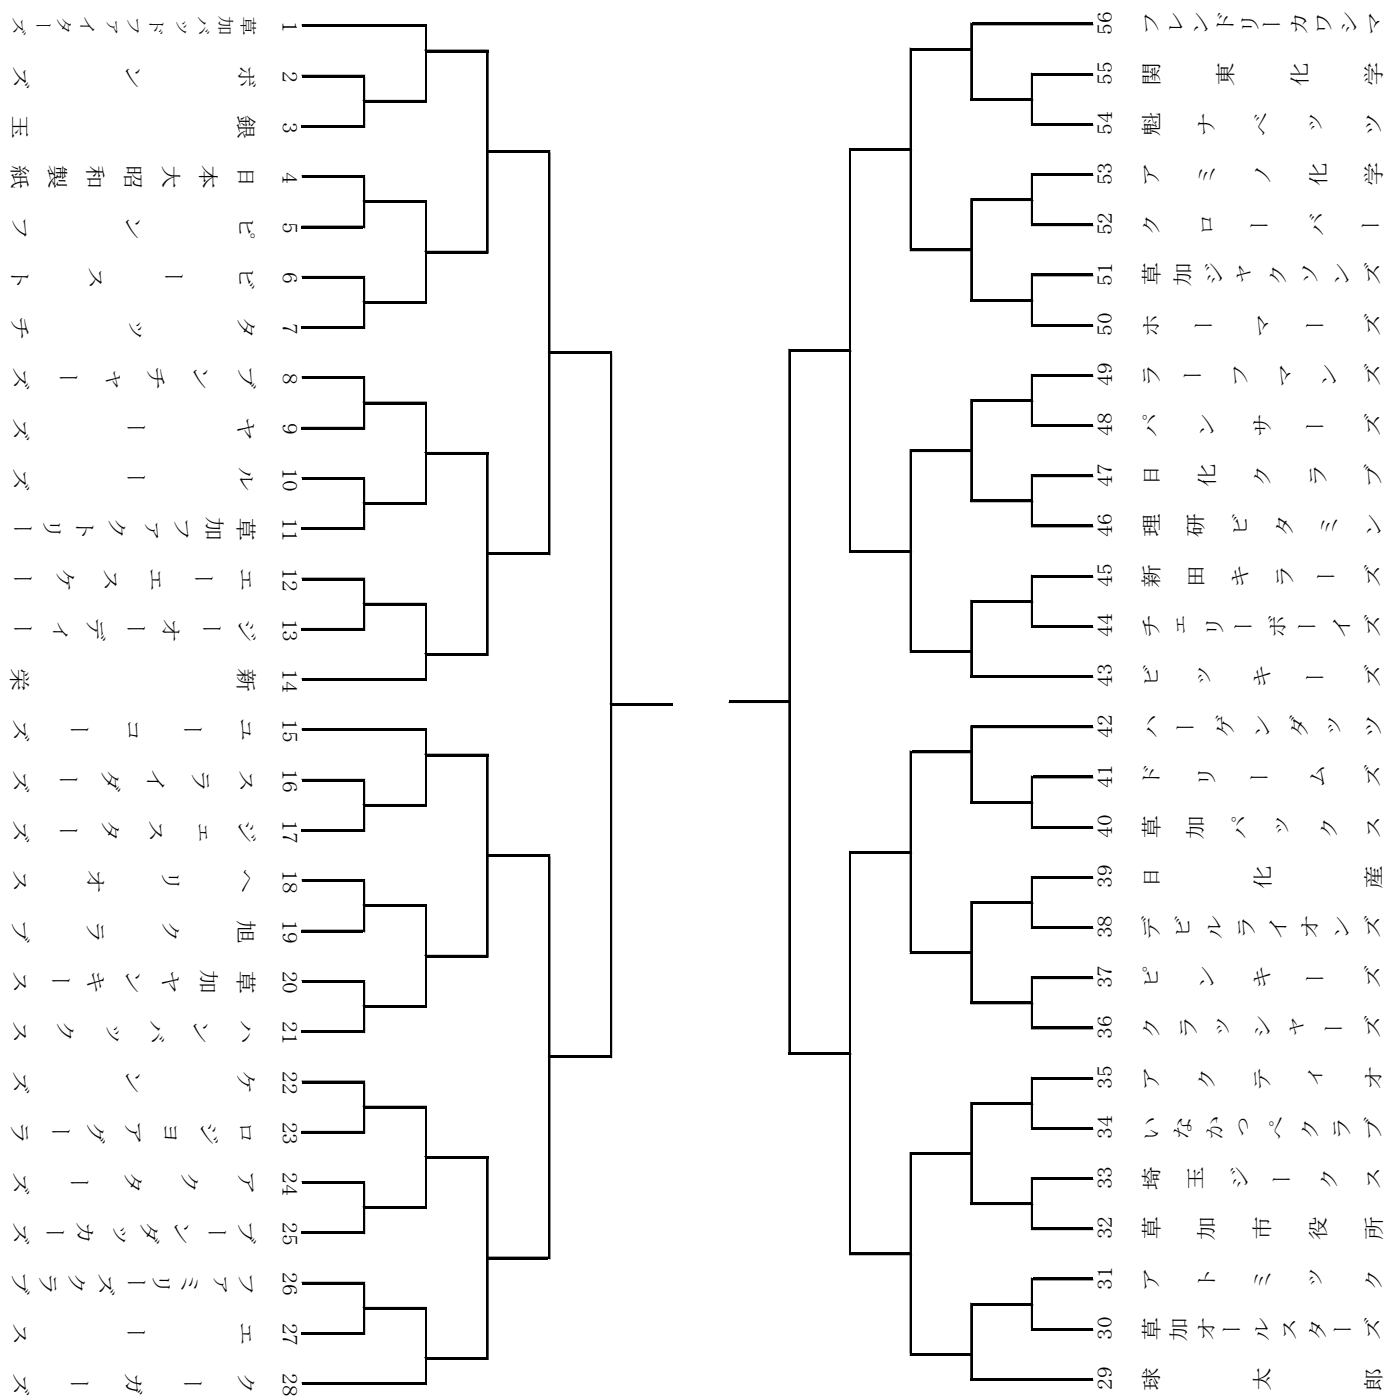 1 草加バッドファイターズ
2 ボンズ
3 銀玉
4 日本大昭和製紙
5 ピンフ
6 ビースト
7 タッチ
8 ブンチャーズ
9 ヤーズ
10 ルーズ
11 草加ファクトリー
12 エーエスケー
13 ジーオーディー
14 新栄
15 ユーコーズ
16 スライダーズ
17 ジェスターズ
18 ヘリオス
19 旭クラブ
20 草加ヤンキース
21 ハンバックス
22 ケンズ
23 ロジョアグーラ
24 アクターズ
25 ブーンダッカーズ
26 ファミリーズクラブ
27 エース
28 クーガーズ
56 フレンドリーカワシマ
55 関東化学
54 魁ナベッツ
53 アミノ化学
52 クローバー
51 草加ジャクソンズ
50 ホーマーズ
49 ラーフマンズ
48 パンサーズ
47 日化クラブ
46 理研ビタミン
45 新田キラーズ
44 チェリーボーイズ
43 ビッキーズ
42 ハーゲンダッツ
41 ドリームズ
40 草加パックス
39 日化産
38 デビルライオンズ
37 ピンキーズ
36 クラッシャーズ
35 アクティオ
34 いなかっぺクラブ
33 埼玉ジークス
32 草加市役所
31 アトミック
30 草加オールスターズ
29 球太郎